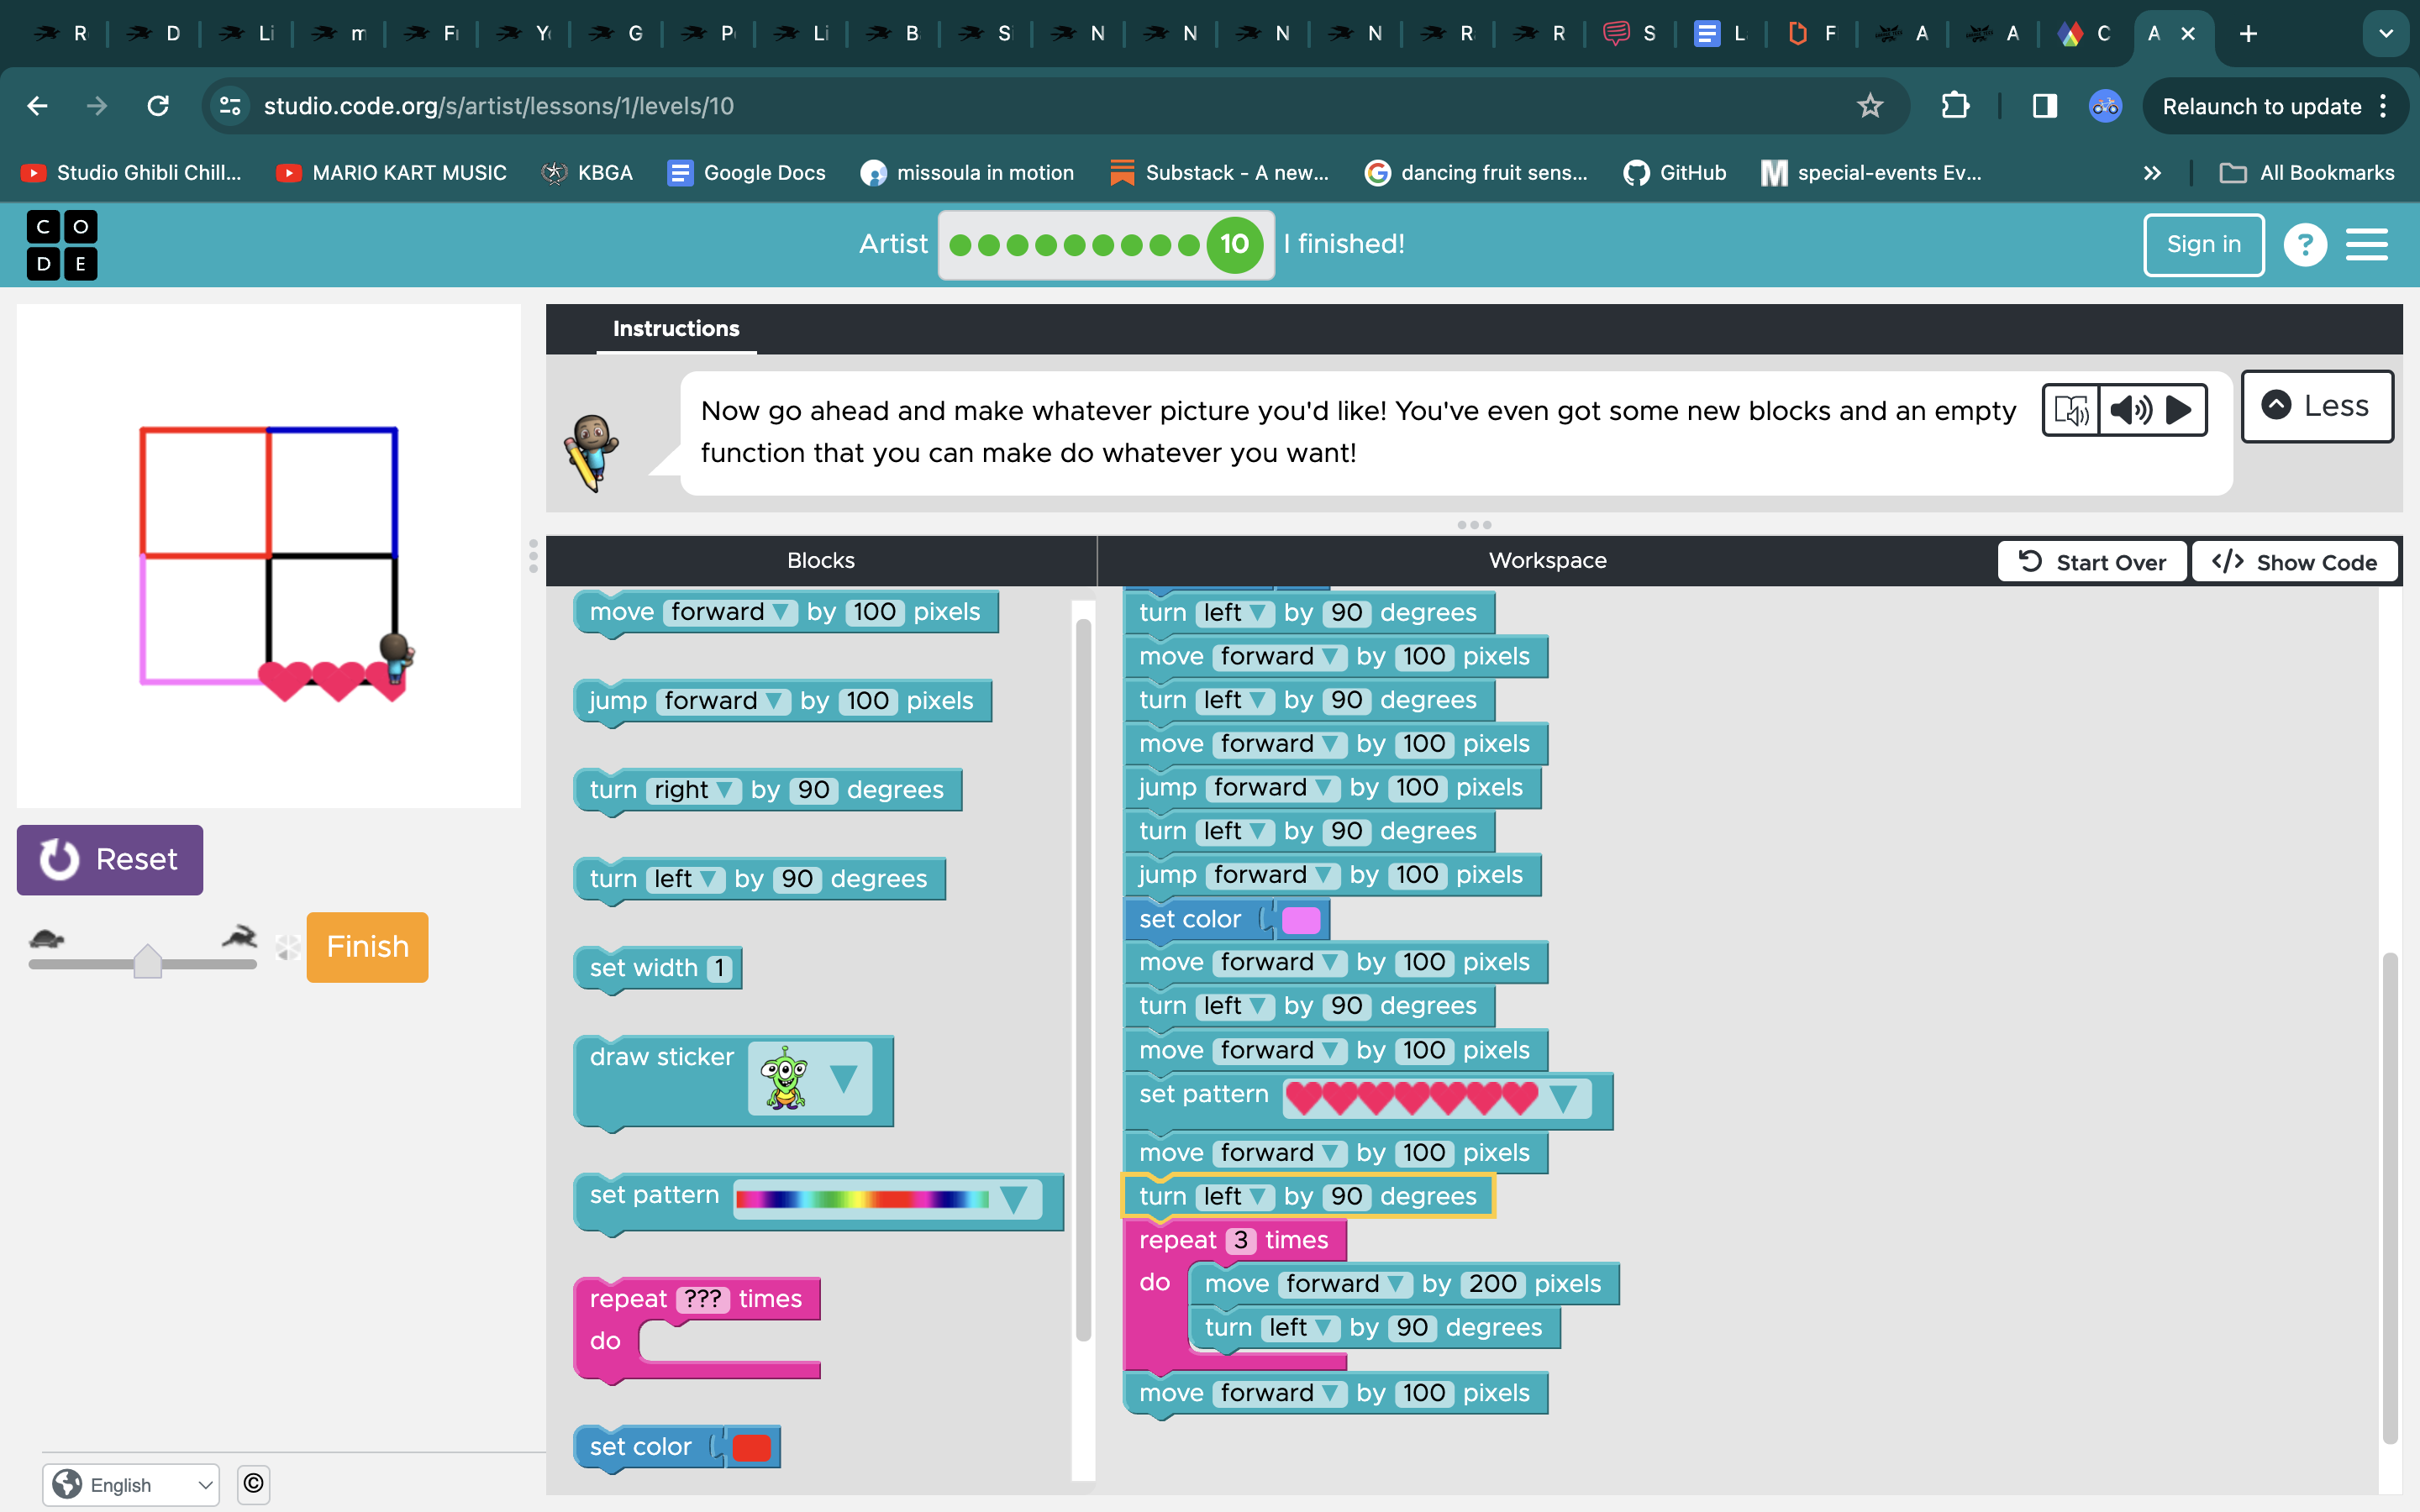 R D Li m Fi Y G P Li B S N N N N R R S L F A A C A
studio.code.org/s/artist/lessons/1/levels/10
Relaunch to update
Studio Ghibli Chill...
MARIO KART MUSIC
KBGA
Google Docs
missoula in motion
Substack - A new...
dancing fruit sens...
GitHub
special-events Ev...
All Bookmarks
C O
D E
Artist
10
I finished!
Sign in
?
Instructions
Now go ahead and make whatever picture you'd like! You've even got some new blocks and an empty
function that you can make do whatever you want!
Less
Reset
Finish
English
©
Blocks
move forward by 100 pixels
jump forward by 100 pixels
turn right by 90 degrees
turn left by 90 degrees
set width 1
draw sticker
set pattern
repeat ??? times
do
set color
Workspace
Start Over
</> Show Code
turn left by 90 degrees
move forward by 100 pixels
turn left by 90 degrees
move forward by 100 pixels
jump forward by 100 pixels
turn left by 90 degrees
jump forward by 100 pixels
set color
move forward by 100 pixels
turn left by 90 degrees
move forward by 100 pixels
set pattern
move forward by 100 pixels
turn left by 90 degrees
repeat 3 times
do move forward by 200 pixels
turn left by 90 degrees
move forward by 100 pixels